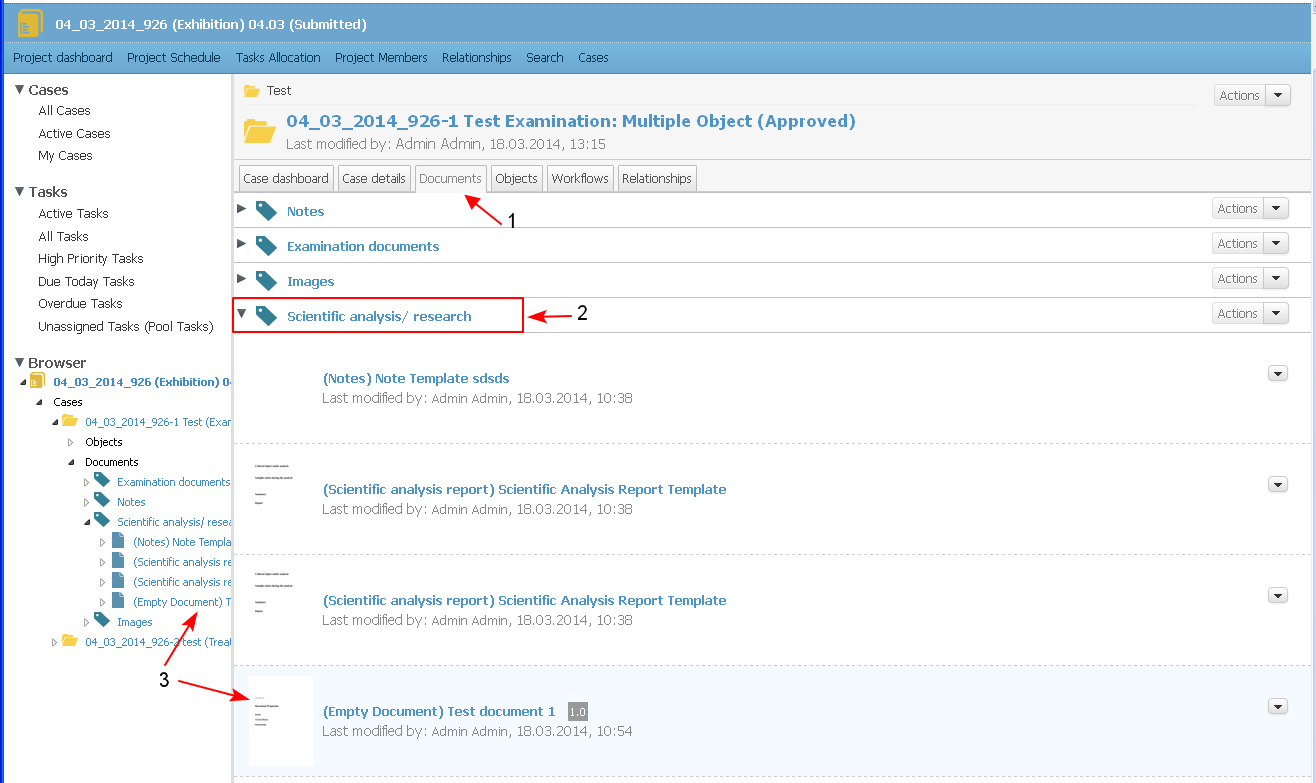 04_03_2014_926 (Exhibition) 04.03 (Submitted)
Project dashboard Project Schedule Tasks Allocation Project Members Relationships Search Cases
Cases
All Cases
Active Cases
My Cases
Tasks
Active Tasks
All Tasks
High Priority Tasks
Due Today Tasks
Overdue Tasks
Unassigned Tasks (Pool Tasks)
Browser
04_03_2014_926 (Exhibition) 04
Cases
04_03_2014_926-1 Test (Exar
Objects
Documents
Examination documents
Notes
Scientific analysis/ resea
(Notes) Note Templa
(Scientific analysis re
(Scientific analysis re
(Empty Document) T
Images
04_03_2014_926-2 test (Treat
3
Test
Actions
04_03_2014_926-1 Test Examination: Multiple Object (Approved)
Last modified by: Admin Admin, 18.03.2014, 13:15
Case dashboard Case details Documents Objects Workflows Relationships
1
Notes Actions
Examination documents Actions
Images Actions
Scientific analysis/ research 2 Actions
(Notes) Note Template sdsds
Last modified by: Admin Admin, 18.03.2014, 10:38
(Scientific analysis report) Scientific Analysis Report Template
Last modified by: Admin Admin, 18.03.2014, 10:38
(Scientific analysis report) Scientific Analysis Report Template
Last modified by: Admin Admin, 18.03.2014, 10:38
(Empty Document) Test document 1 1.0
Last modified by: Admin Admin, 18.03.2014, 10:54